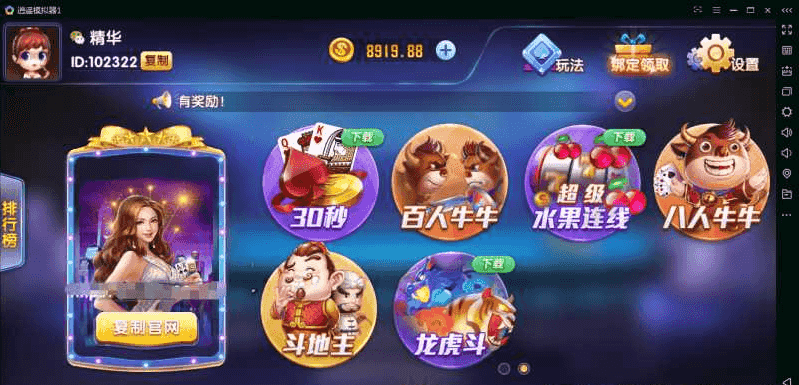 逍遥模拟器1
精华
ID:102322 复制
8919.88
玩法
绑定领取
设置
有奖励!
排行榜
复制官网
下载
30秒
百人牛牛
下载
超级
水果连线
八人牛牛
斗地主
下载
龙虎斗